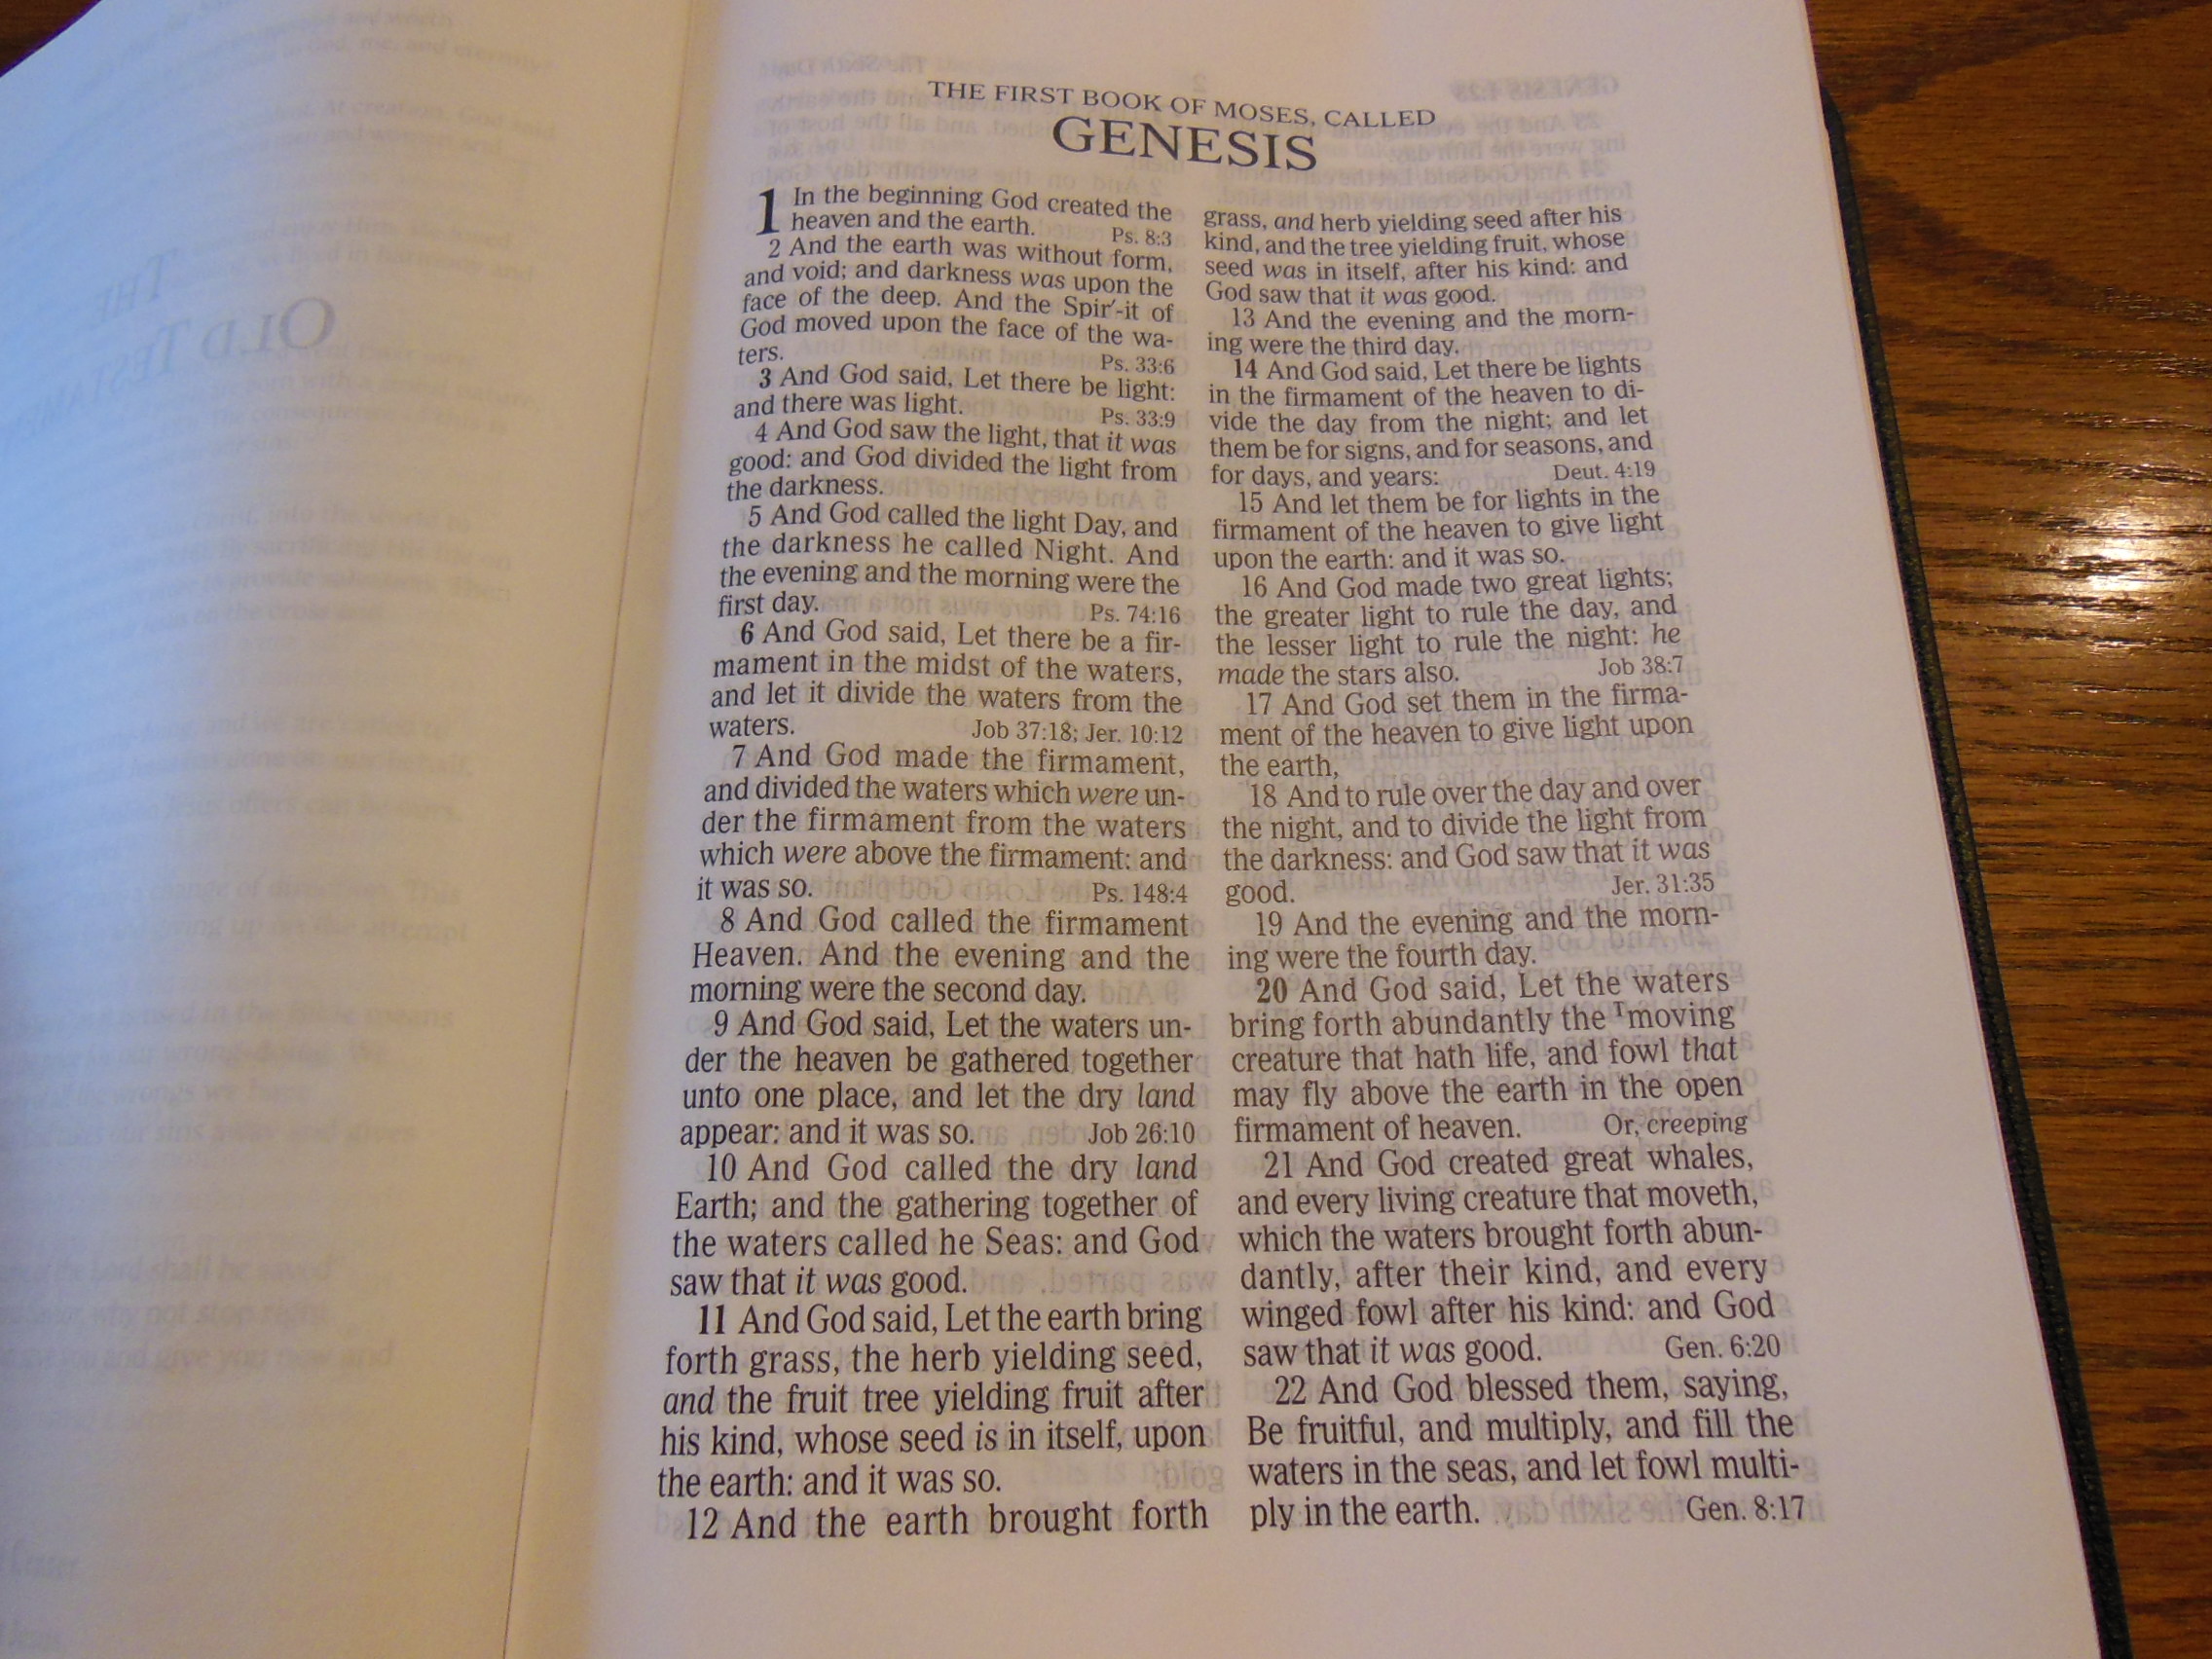 THE FIRST BOOK OF MOSES, CALLED
GENESIS
1 In the beginning God created the
heaven and the earth. Ps. 8:3
2 And the earth was without form,
and void; and darkness was upon the
face of the deep. And the Spir′-it of
God moved upon the face of the wa-
ters. Ps. 33:6
3 And God said, Let there be light:
and there was light. Ps. 33:9
4 And God saw the light, that it was
good: and God divided the light from
the darkness.
5 And God called the light Day, and
the darkness he called Night. And
the evening and the morning were the
first day. Ps. 74:16
6 And God said, Let there be a fir-
mament in the midst of the waters,
and let it divide the waters from the
waters. Job 37:18; Jer. 10:12
7 And God made the firmament,
and divided the waters which were un-
der the firmament from the waters
which were above the firmament: and
it was so. Ps. 148:4
8 And God called the firmament
Heaven. And the evening and the
morning were the second day.
9 And God said, Let the waters un-
der the heaven be gathered together
unto one place, and let the dry land
appear: and it was so. Job 26:10
10 And God called the dry land
Earth; and the gathering together of
the waters called he Seas: and God
saw that it was good.
11 And God said, Let the earth bring
forth grass, the herb yielding seed,
and the fruit tree yielding fruit after
his kind, whose seed is in itself, upon
the earth: and it was so.
12 And the earth brought forth
grass, and herb yielding seed after his
kind, and the tree yielding fruit, whose
seed was in itself, after his kind: and
God saw that it was good.
13 And the evening and the morn-
ing were the third day.
14 And God said, Let there be lights
in the firmament of the heaven to di-
vide the day from the night; and let
them be for signs, and for seasons, and
for days, and years: Deut. 4:19
15 And let them be for lights in the
firmament of the heaven to give light
upon the earth: and it was so.
16 And God made two great lights;
the greater light to rule the day, and
the lesser light to rule the night: he
made the stars also. Job 38:7
17 And God set them in the firma-
ment of the heaven to give light upon
the earth,
18 And to rule over the day and over
the night, and to divide the light from
the darkness: and God saw that it was
good. Jer. 31:35
19 And the evening and the morn-
ing were the fourth day.
20 And God said, Let the waters
bring forth abundantly the ᵀmoving
creature that hath life, and fowl that
may fly above the earth in the open
firmament of heaven. Or, creeping
21 And God created great whales,
and every living creature that moveth,
which the waters brought forth abun-
dantly, after their kind, and every
winged fowl after his kind: and God
saw that it was good. Gen. 6:20
22 And God blessed them, saying,
Be fruitful, and multiply, and fill the
waters in the seas, and let fowl multi-
ply in the earth. Gen. 8:17